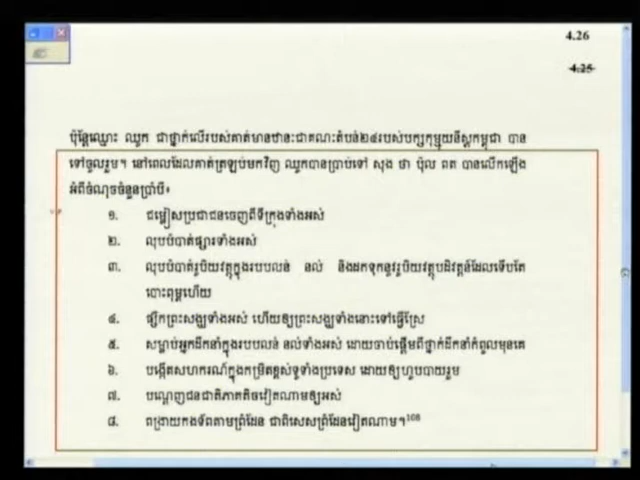 4.26
4.25
ប៉ុន្តែឈ្មោះ ឈូក ជាថ្នាក់លើរបស់គាត់មានឋានៈជាគណៈតំបន់២៤របស់បក្សកុម្មុយនីស្តកម្ពុជា បាន
ទៅចូលរួម។ នៅពេលដែលគាត់ត្រឡប់មកវិញ ឈូកបានប្រាប់ទៅ សុង ថា ប៉ុល ពត បានលើកឡើង
អំពីចំណុចចំនួនប្រាំបី៖
១. ជម្លៀសប្រជាជនចេញពីទីក្រុងទាំងអស់
២. លុបបំបាត់ផ្សារទាំងអស់
៣. លុបបំបាត់រូបិយវត្ថុក្នុងរបបលន់ នល់ និងដកទុកនូវរូបិយវត្ថុបដិវត្តន៍ដែលទើបតែ
បោះពុម្ពហើយ
៤. ផ្សឹកព្រះសង្ឃទាំងអស់ ហើយឲ្យព្រះសង្ឃទាំងនោះទៅធ្វើស្រែ
៥. សម្លាប់អ្នកដឹកនាំក្នុងរបបលន់ នល់ទាំងអស់ ដោយចាប់ផ្តើមពីថ្នាក់ដឹកនាំកំពូលមុនគេ
៦. បង្កើតសហករណ៍ក្នុងកម្រិតខ្ពស់ទូទាំងប្រទេស ដោយឲ្យហូបបាយរួម
៧. បណ្តេញជនជាតិភាគតិចវៀតណាមឲ្យអស់
៨. ពង្រាយកងទ័ពតាមព្រំដែន ជាពិសេសព្រំដែនវៀតណាម។108